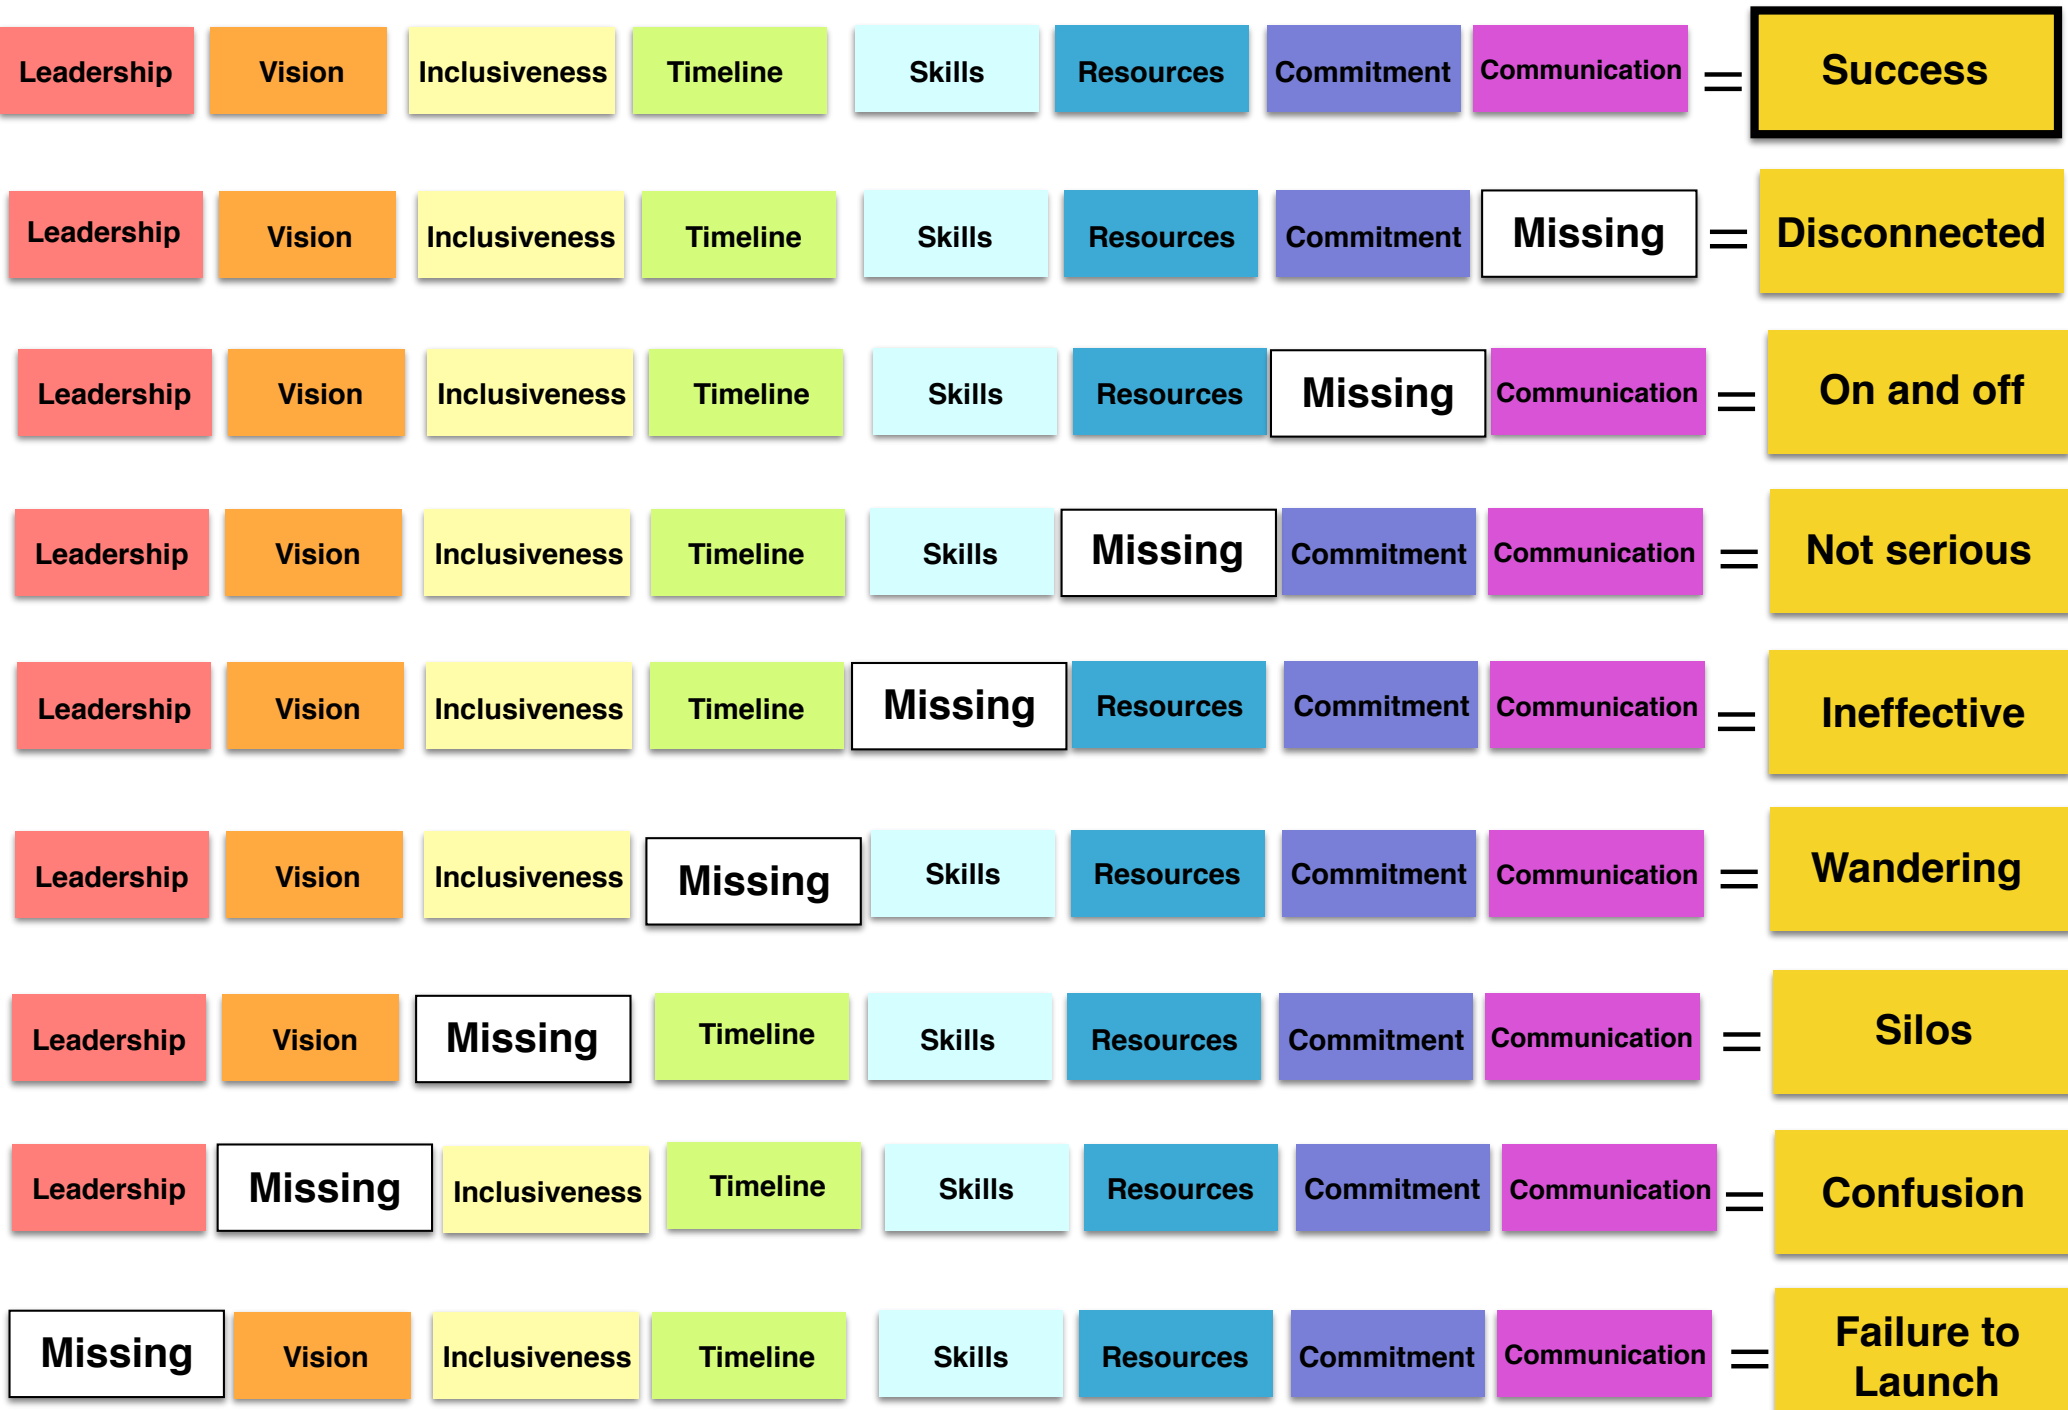 Leadership Vision Inclusiveness Timeline Skills Resources Commitment Communication = Success
Leadership Vision Inclusiveness Timeline Skills Resources Commitment Missing = Disconnected
Leadership Vision Inclusiveness Timeline Skills Resources Missing Communication = On and off
Leadership Vision Inclusiveness Timeline Skills Missing Commitment Communication = Not serious
Leadership Vision Inclusiveness Timeline Missing Resources Commitment Communication = Ineffective
Leadership Vision Inclusiveness Missing Skills Resources Commitment Communication = Wandering
Leadership Vision Missing Timeline Skills Resources Commitment Communication = Silos
Leadership Missing Inclusiveness Timeline Skills Resources Commitment Communication = Confusion
Missing Vision Inclusiveness Timeline Skills Resources Commitment Communication = Failure to
Launch